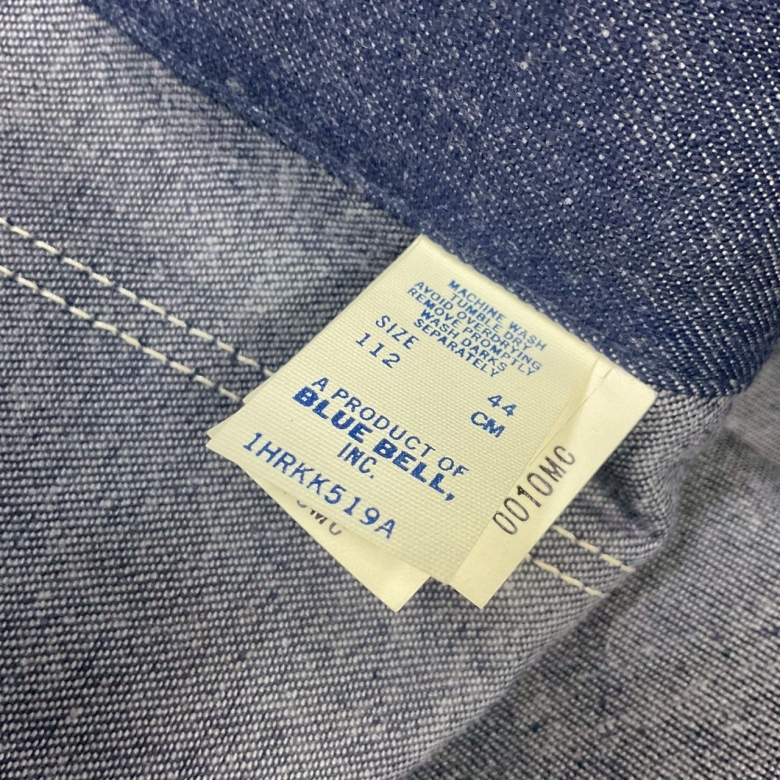 MACHINE WASH
TUMBLE DRY
AVOID OVERDRYING
REMOVE PROMPTLY
WASH DARKS
SEPARATELY
SIZE 44
112 CM
A PRODUCT OF
BLUE BELL,
INC.
1HRKK519A
0010MC
0MC